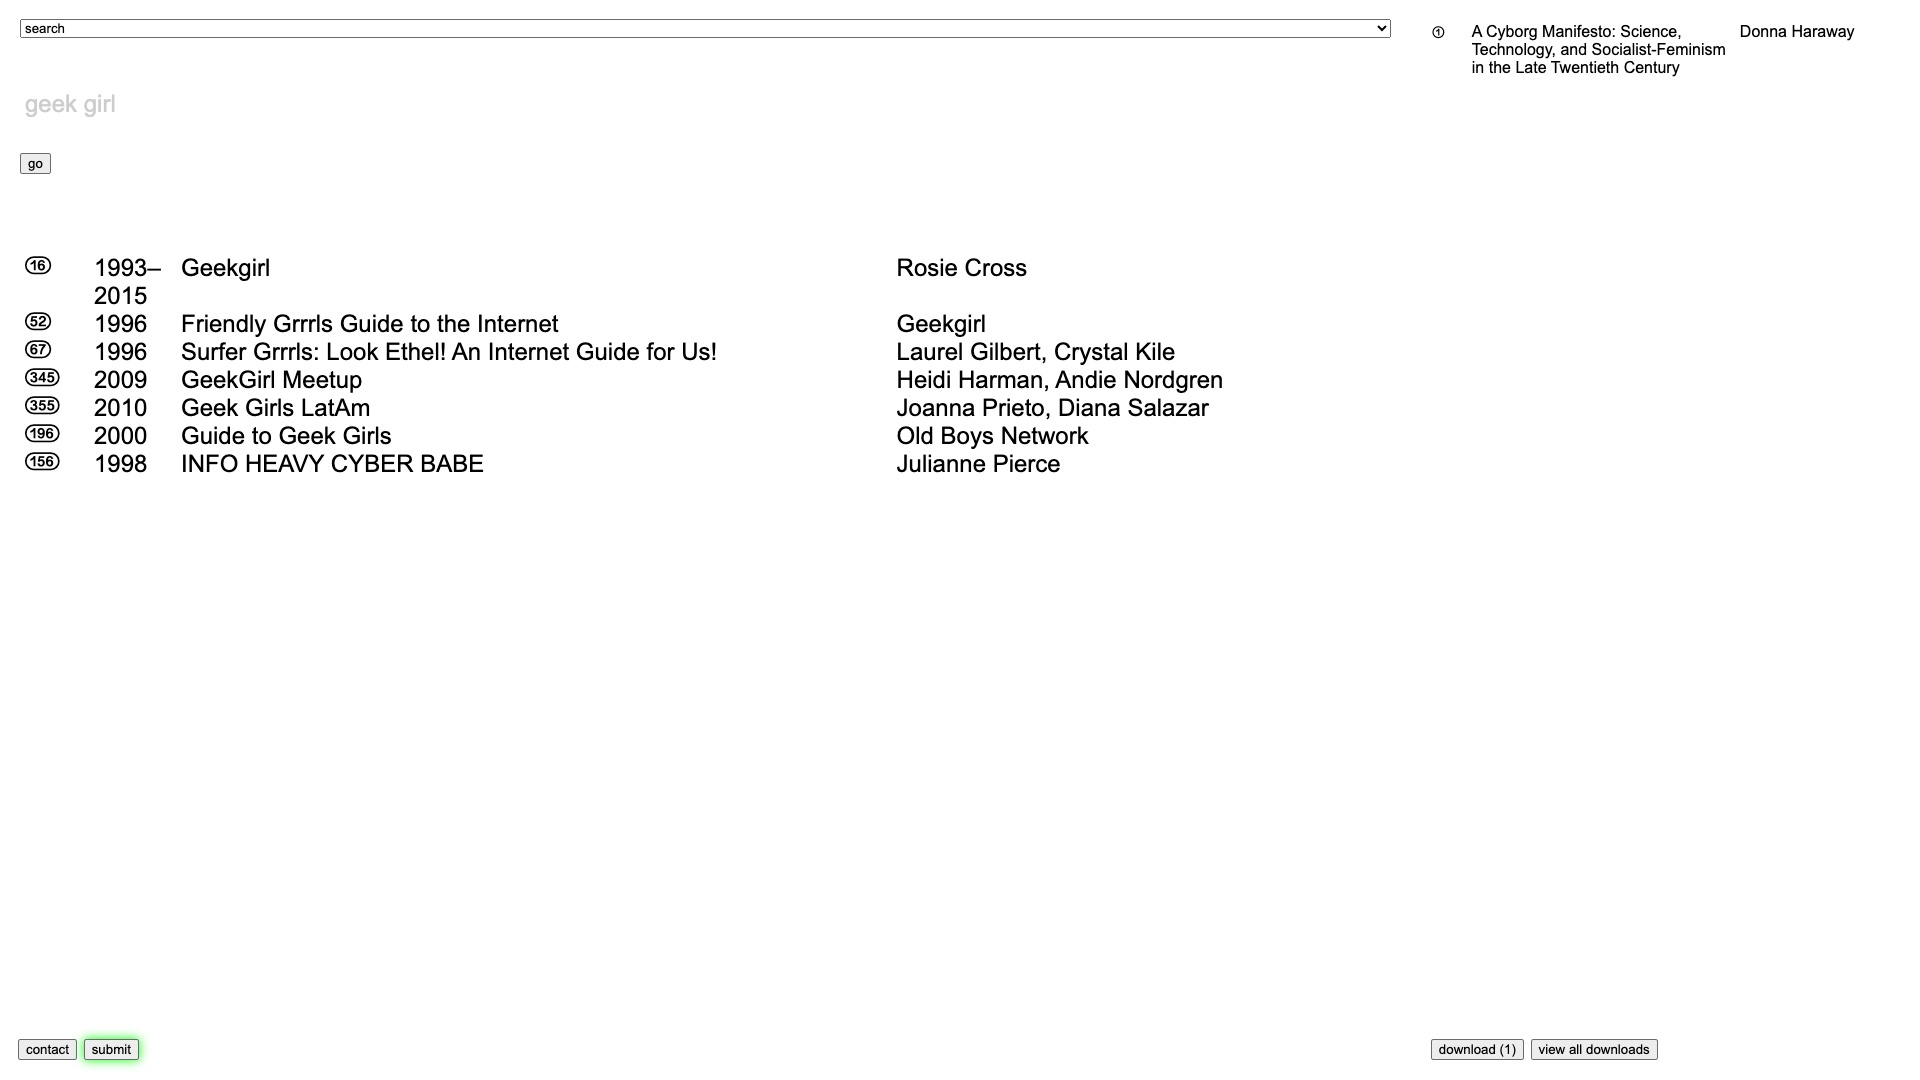 search
geek girl
go
16 1993–2015 Geekgirl Rosie Cross
52 1996 Friendly Grrrls Guide to the Internet Geekgirl
67 1996 Surfer Grrrls: Look Ethel! An Internet Guide for Us! Laurel Gilbert, Crystal Kile
345 2009 GeekGirl Meetup Heidi Harman, Andie Nordgren
355 2010 Geek Girls LatAm Joanna Prieto, Diana Salazar
196 2000 Guide to Geek Girls Old Boys Network
156 1998 INFO HEAVY CYBER BABE Julianne Pierce
contact submit
1 A Cyborg Manifesto: Science, Donna Haraway
Technology, and Socialist-Feminism
in the Late Twentieth Century
download (1) view all downloads